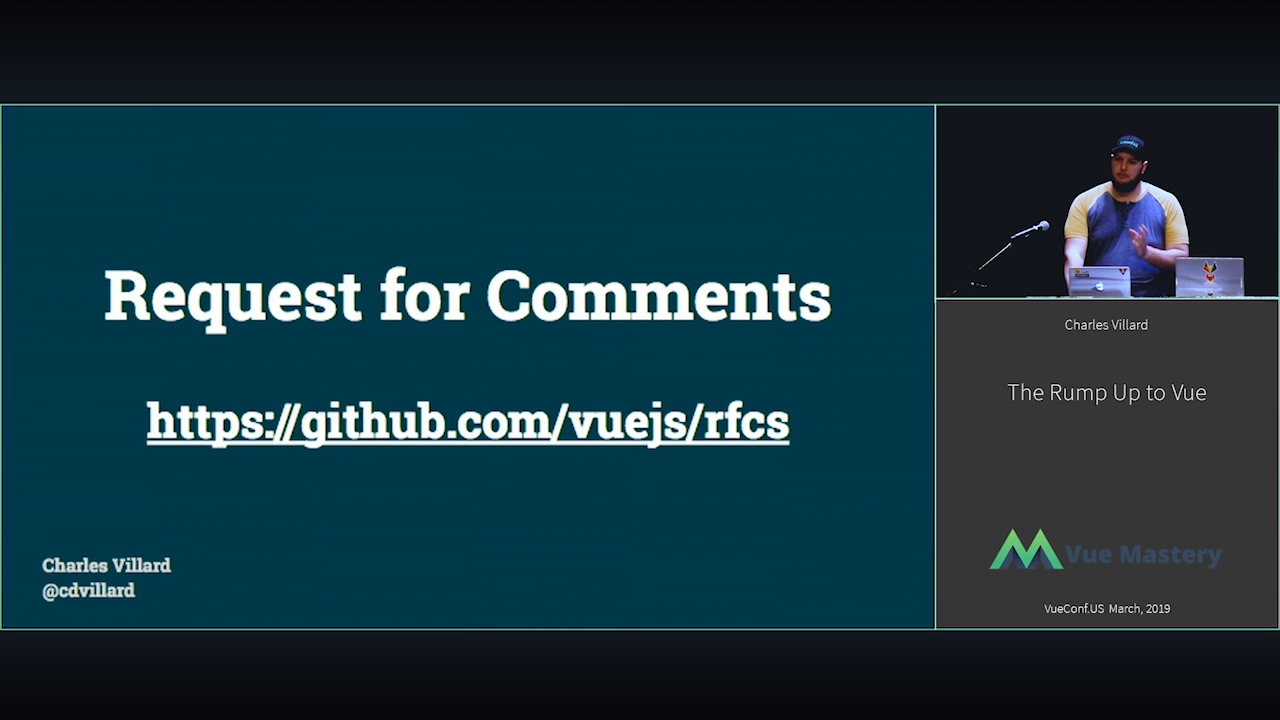 Request for Comments
https://github.com/vuejs/rfcs
Charles Villard
@cdvillard
Charles Villard
The Rump Up to Vue
Vue Mastery
VueConf.US March, 2019